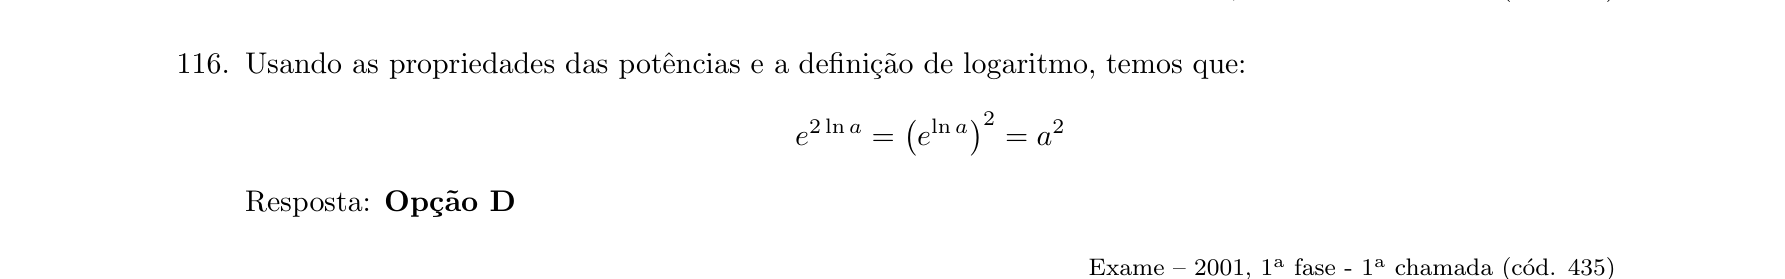 116. Usando as propriedades das potências e a definição de logaritmo, temos que:
e^{2 ln a} = (e^{ln a})^2 = a^2
Resposta: Opção D
Exame – 2001, 1ª fase - 1ª chamada (cód. 435)